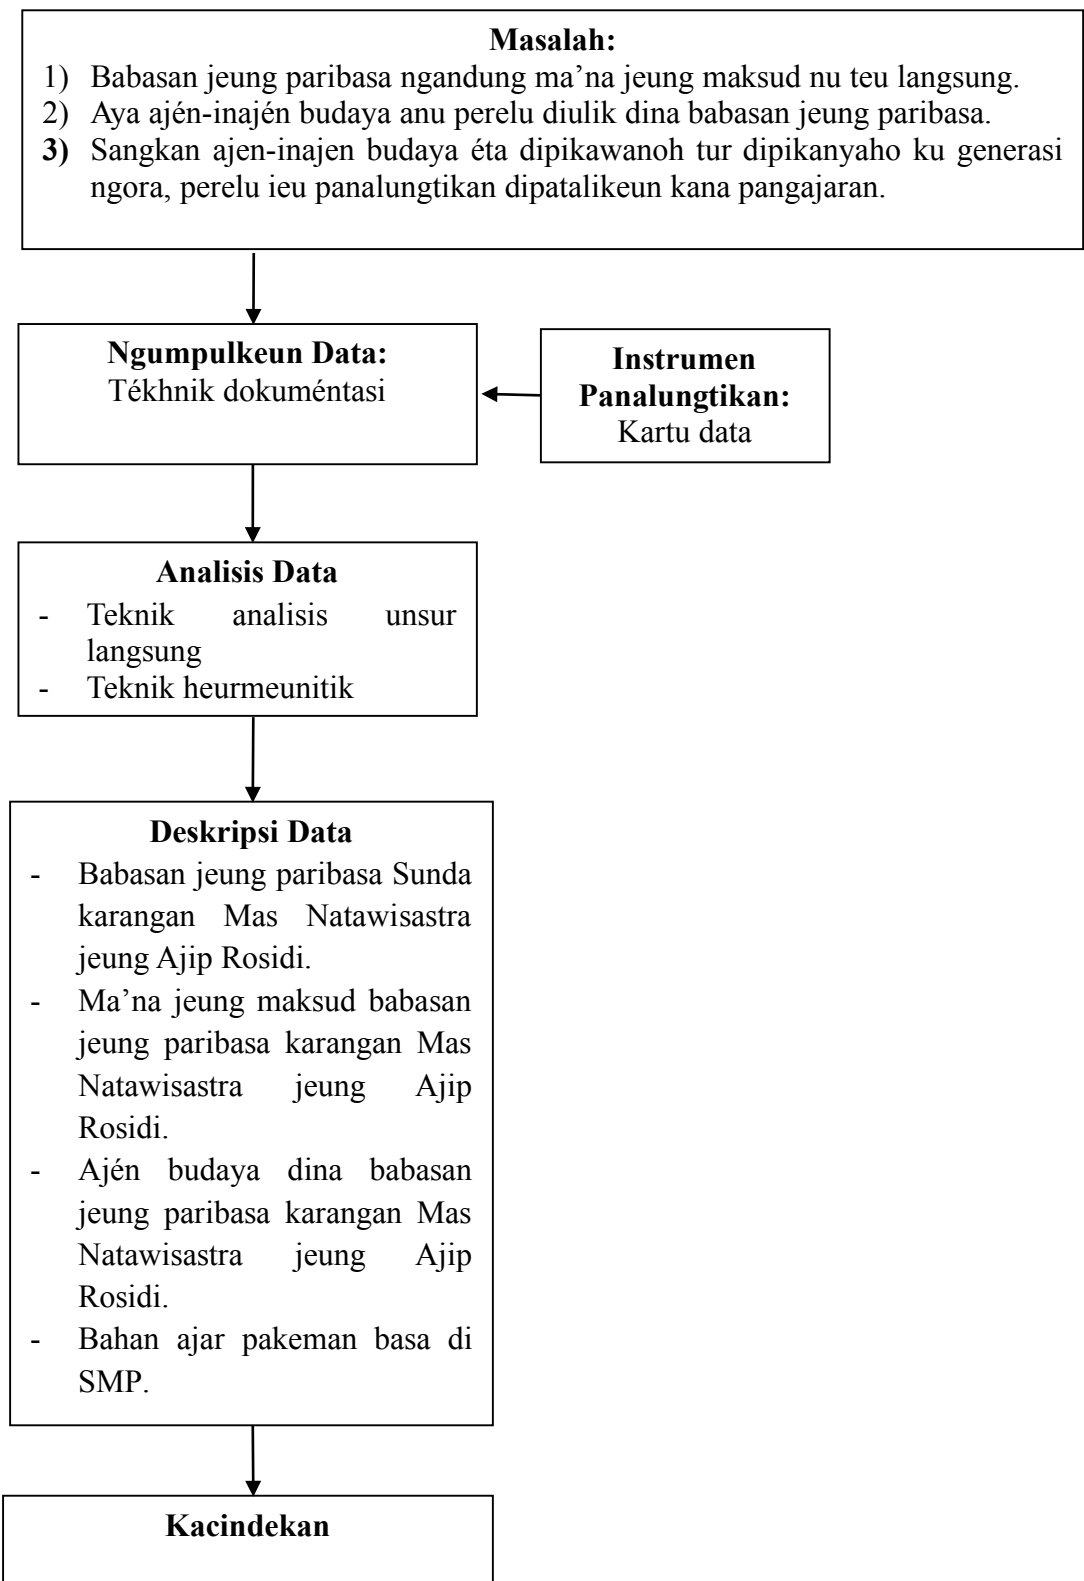 Masalah:
1) Babasan jeung paribasa ngandung ma’na jeung maksud nu teu langsung.
2) Aya ajén-inajén budaya anu perelu diulik dina babasan jeung paribasa.
3) Sangkan ajen-inajen budaya éta dipikawanoh tur dipikanyaho ku generasi
ngora, perelu ieu panalungtikan dipatalikeun kana pangajaran.
Ngumpulkeun Data:
Tékhnik dokuméntasi
Instrumen
Panalungtikan:
Kartu data
Analisis Data
- Teknik analisis unsur
langsung
- Teknik heurmeunitik
Deskripsi Data
- Babasan jeung paribasa Sunda
karangan Mas Natawisastra
jeung Ajip Rosidi.
- Ma’na jeung maksud babasan
jeung paribasa karangan Mas
Natawisastra jeung Ajip
Rosidi.
- Ajén budaya dina babasan
jeung paribasa karangan Mas
Natawisastra jeung Ajip
Rosidi.
- Bahan ajar pakeman basa di
SMP.
Kacindekan